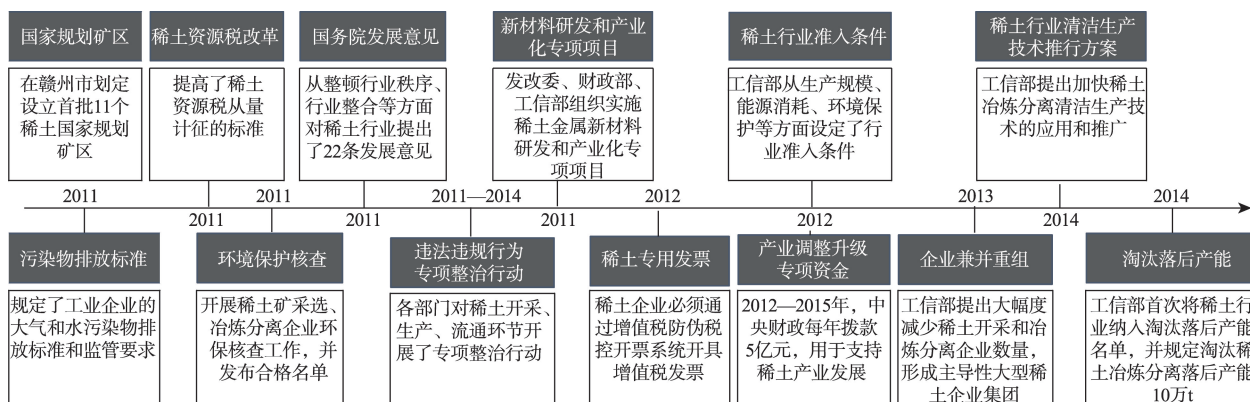 国家规划矿区
在赣州市划定
设立首批11个
稀土国家规划
矿区
稀土资源税改革
提高了稀土
资源税从量
计征的标准
国务院发展意见
从整顿行业秩序、
行业整合等方面
对稀土行业提出
了22条发展意见
新材料研发和产业
化专项项目
发改委、财政部、
工信部组织实施
稀土金属新材料
研发和产业化专
项项目
稀土行业准入条件
工信部从生产规模、
能源消耗、环境保
护等方面设定了行
业准入条件
稀土行业清洁生产
技术推行方案
工信部提出加快稀土
冶炼分离清洁生产技
术的应用和推广
2011
2011
2011—2014
2012
2013
2014
2011
2011
2011
2012
2014
污染物排放标准
规定了工业企业的
大气和水污染物排
放标准和监管要求
环境保护核查
开展稀土矿采选、
冶炼分离企业环
保核查工作，并
发布合格名单
违法违规行为
专项整治行动
各部门对稀土开采、
生产、流通环节开
展了专项整治行动
稀土专用发票
稀土企业必须通
过增值税防伪税
控开票系统开具
增值税发票
产业调整升级
专项资金
2012—2015年，中
央财政每年拨款
5亿元，用于支持
稀土产业发展
企业兼并重组
工信部提出大幅度
减少稀土开采和冶
炼分离企业数量，
形成主导性大型稀
土企业集团
淘汰落后产能
工信部首次将稀土行
业纳入淘汰落后产能
名单，并规定淘汰稀
土冶炼分离落后产能
10万t